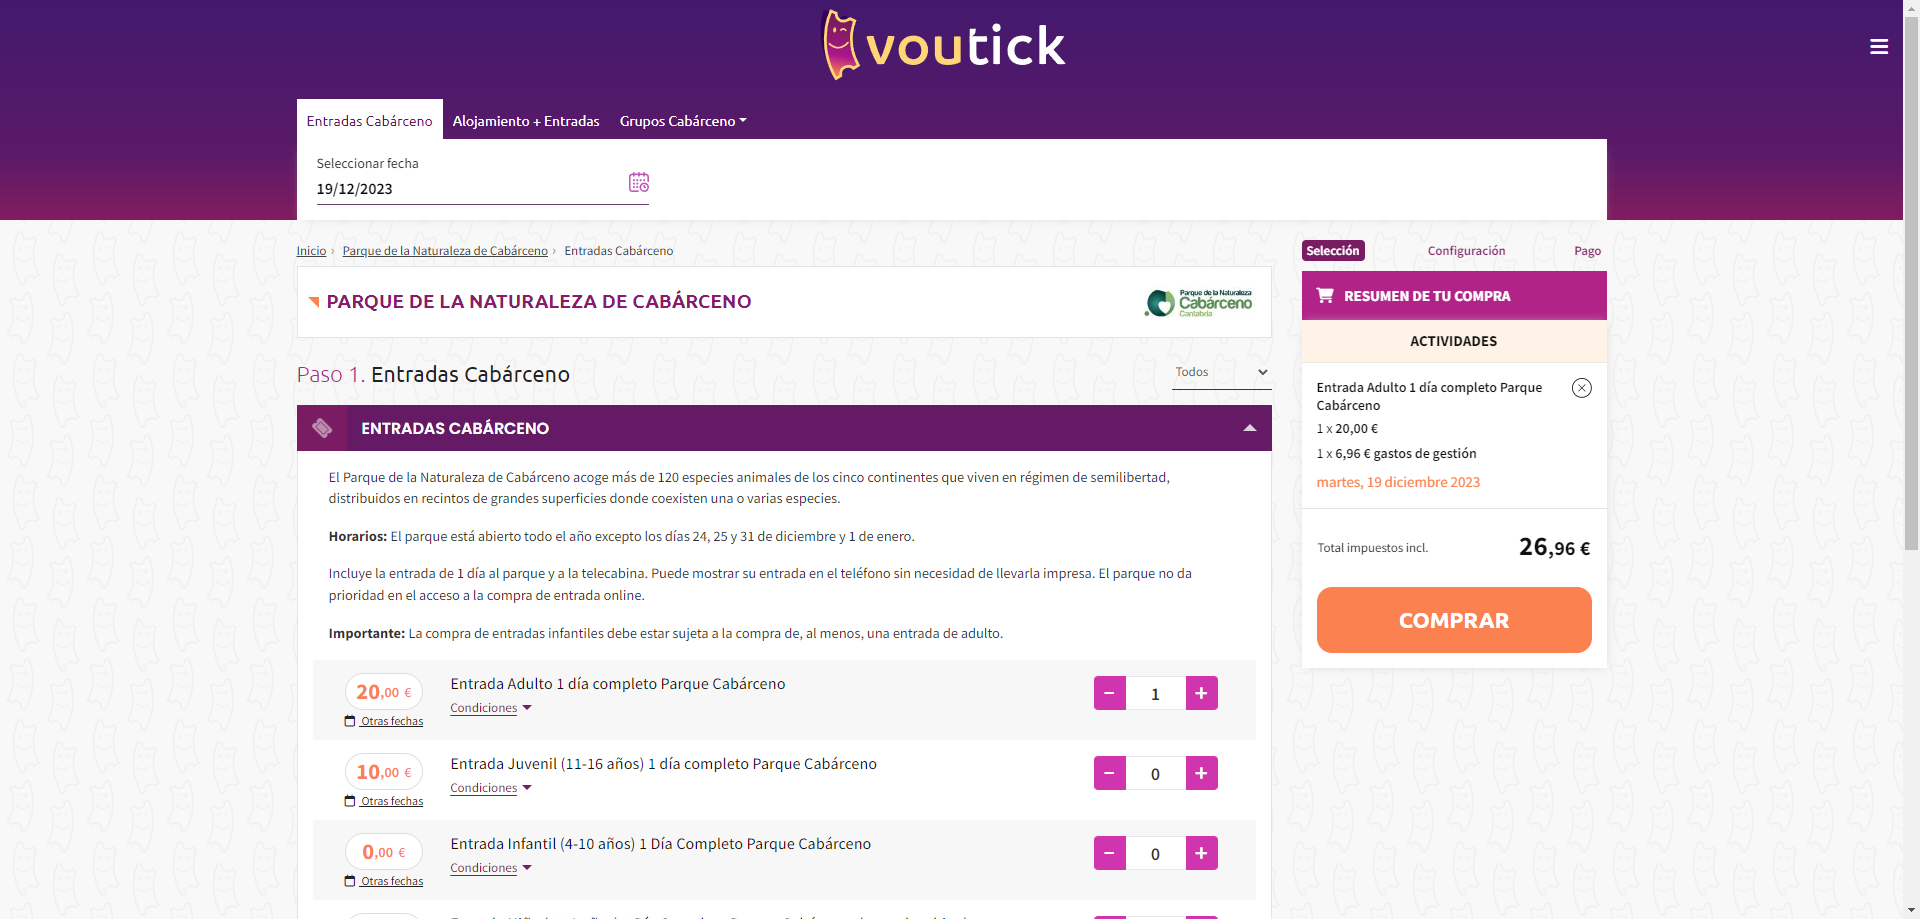 voutick
Entradas Cabárceno
Alojamiento + Entradas
Grupos Cabárceno
Seleccionar fecha
19/12/2023
Inicio › Parque de la Naturaleza de Cabárceno › Entradas Cabárceno
PARQUE DE LA NATURALEZA DE CABÁRCENO
Parque de la Naturaleza
Cabárceno
Cantabria
Paso 1. Entradas Cabárceno
Todos
ENTRADAS CABÁRCENO
El Parque de la Naturaleza de Cabárceno acoge más de 120 especies animales de los cinco continentes que viven en régimen de semilibertad,
distribuidos en recintos de grandes superficies donde coexisten una o varias especies.
Horarios: El parque está abierto todo el año excepto los días 24, 25 y 31 de diciembre y 1 de enero.
Incluye la entrada de 1 día al parque y a la telecabina. Puede mostrar su entrada en el teléfono sin necesidad de llevarla impresa. El parque no da
prioridad en el acceso a la compra de entrada online.
Importante: La compra de entradas infantiles debe estar sujeta a la compra de, al menos, una entrada de adulto.
20,00 €
Otras fechas
Entrada Adulto 1 día completo Parque Cabárceno
Condiciones
− 1 +
10,00 €
Otras fechas
Entrada Juvenil (11-16 años) 1 día completo Parque Cabárceno
Condiciones
− 0 +
0,00 €
Otras fechas
Entrada Infantil (4-10 años) 1 Día Completo Parque Cabárceno
Condiciones
− 0 +
Selección
Configuración
Pago
RESUMEN DE TU COMPRA
ACTIVIDADES
Entrada Adulto 1 día completo Parque
Cabárceno
1 x 20,00 €
1 x 6,96 € gastos de gestión
martes, 19 diciembre 2023
Total impuestos incl.
26,96 €
COMPRAR